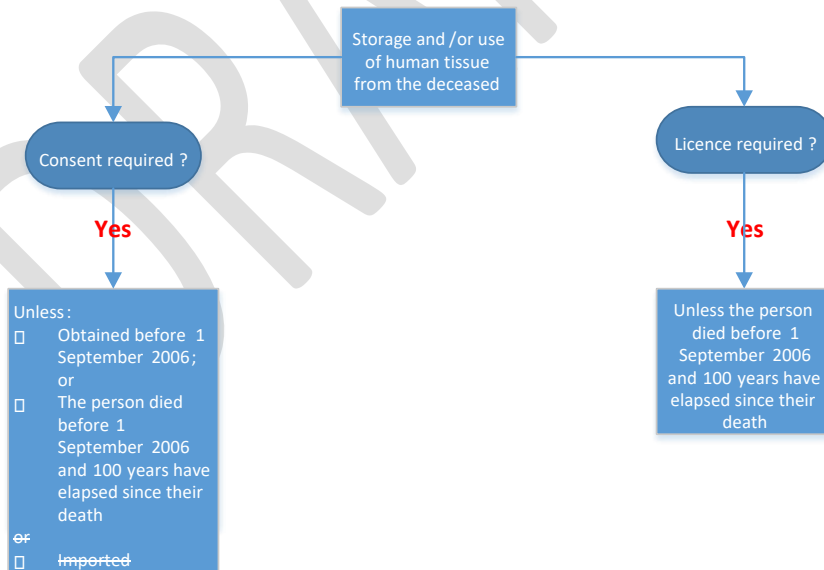 Storage and /or use
of human tissue
from the deceased
Consent required ?
Licence required ?
Yes
Yes
Unless :
Obtained before 1
September 2006;
or
The person died
before 1
September 2006
and 100 years have
elapsed since their
death
or
Imported
Unless the person
died before 1
September 2006
and 100 years have
elapsed since their
death
DRA